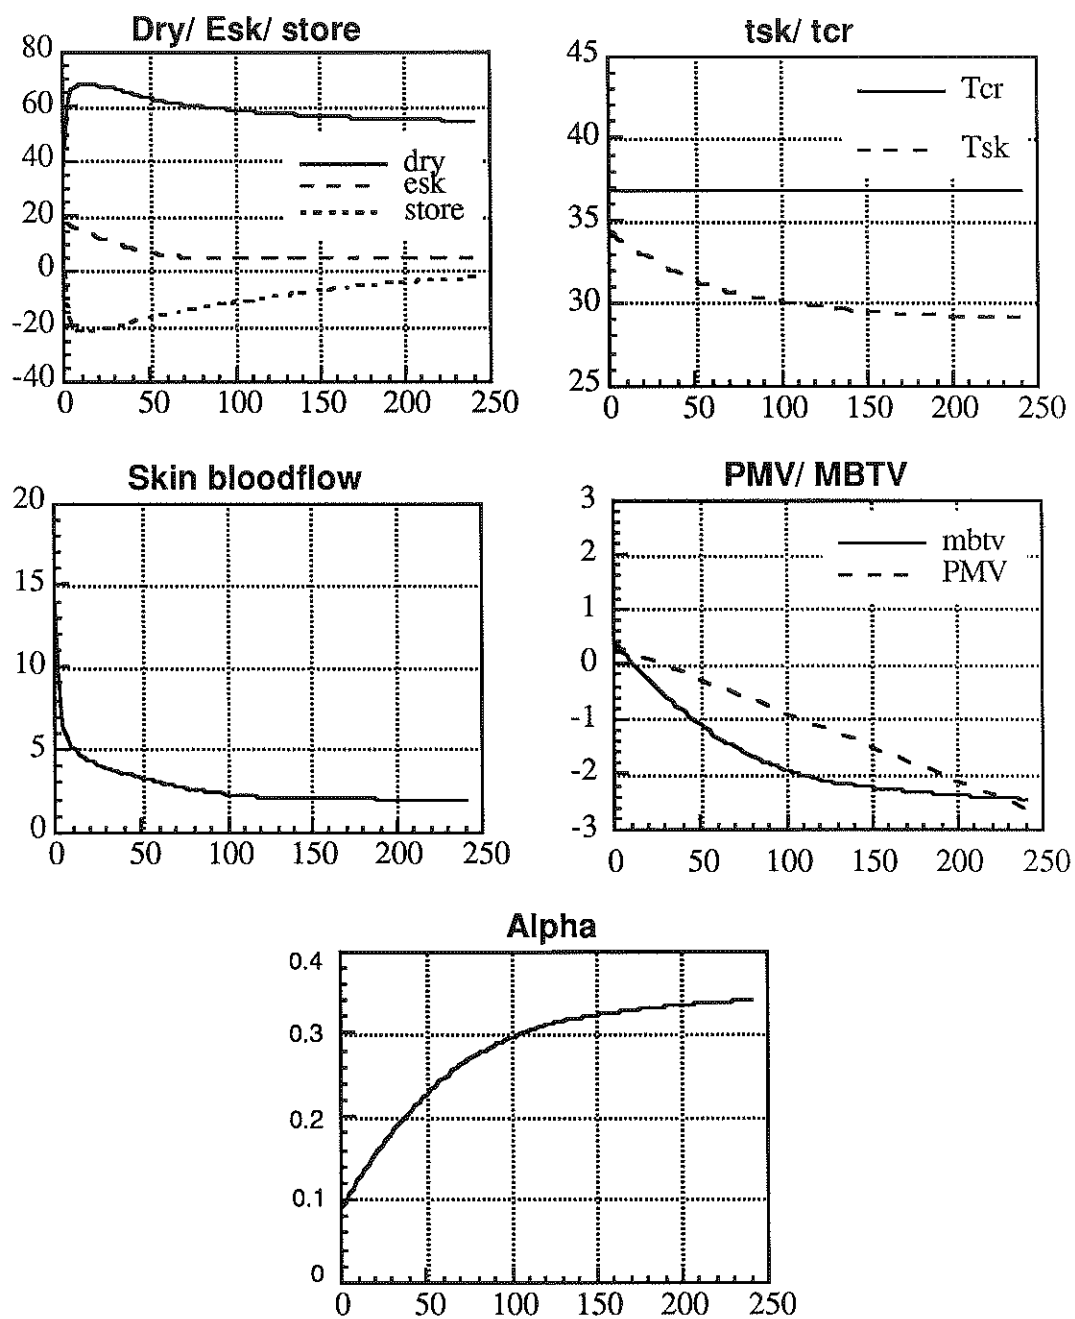 Dry/ Esk/ store
80
60
40
20
0
-20
-40
dry
esk
store
0 50 100 150 200 250
tsk/ tcr
45
40
35
30
25
Tcr
Tsk
0 50 100 150 200 250
Skin bloodflow
20
15
10
5
0
0 50 100 150 200 250
PMV/ MBTV
3
2
1
0
-1
-2
-3
mbtv
PMV
0 50 100 150 200 250
Alpha
0.4
0.3
0.2
0.1
0
0 50 100 150 200 250